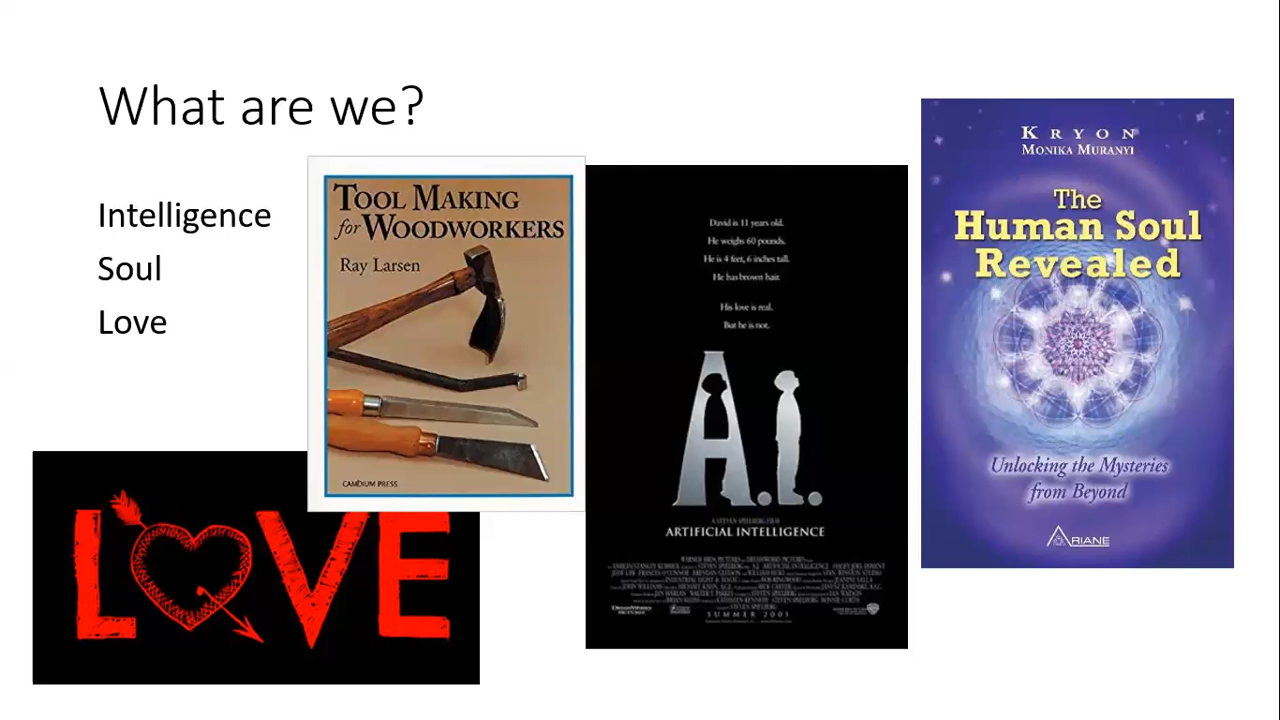 What are we?
Intelligence
Soul
Love
LOVE
TOOL MAKING
for WOODWORKERS
Ray Larsen
CAMBIUM PRESS
David is 11 years old.
He weighs 60 pounds.
He is 4 feet, 6 inches tall.
He has brown hair.
His love is real.
But he is not.
A.I.
A STEVEN SPIELBERG FILM
ARTIFICIAL INTELLIGENCE
SUMMER 2001
KRYON
MONIKA MURANYI
The
Human Soul
Revealed
Unlocking the Mysteries
from Beyond
ARIANE